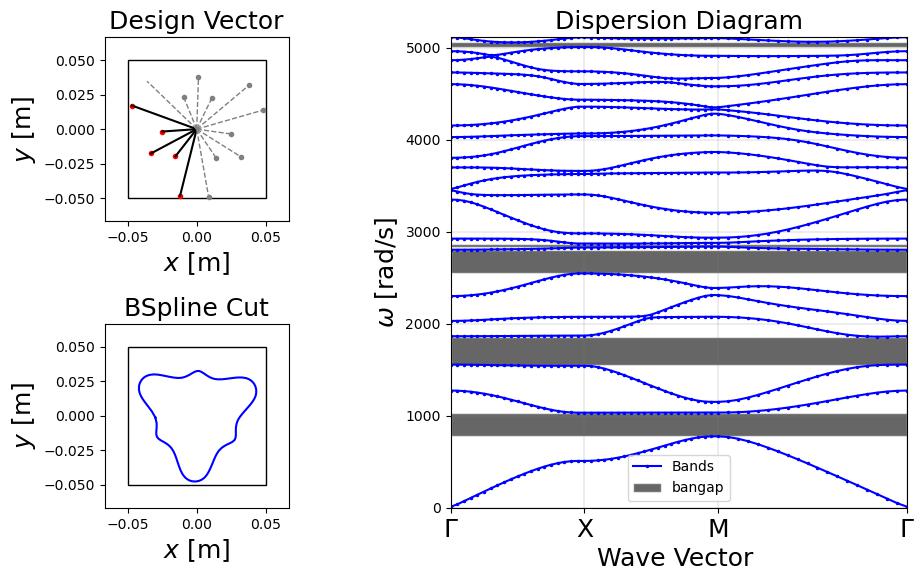 Design Vector
0.050
0.025
0.000
−0.025
−0.050
y [m]
−0.05
0.00
0.05
x [m]
BSpline Cut
0.050
0.025
0.000
−0.025
−0.050
y [m]
−0.05
0.00
0.05
x [m]
Dispersion Diagram
5000
4000
3000
2000
1000
0
ω [rad/s]
Bands
bangap
Γ
X
M
Γ
Wave Vector